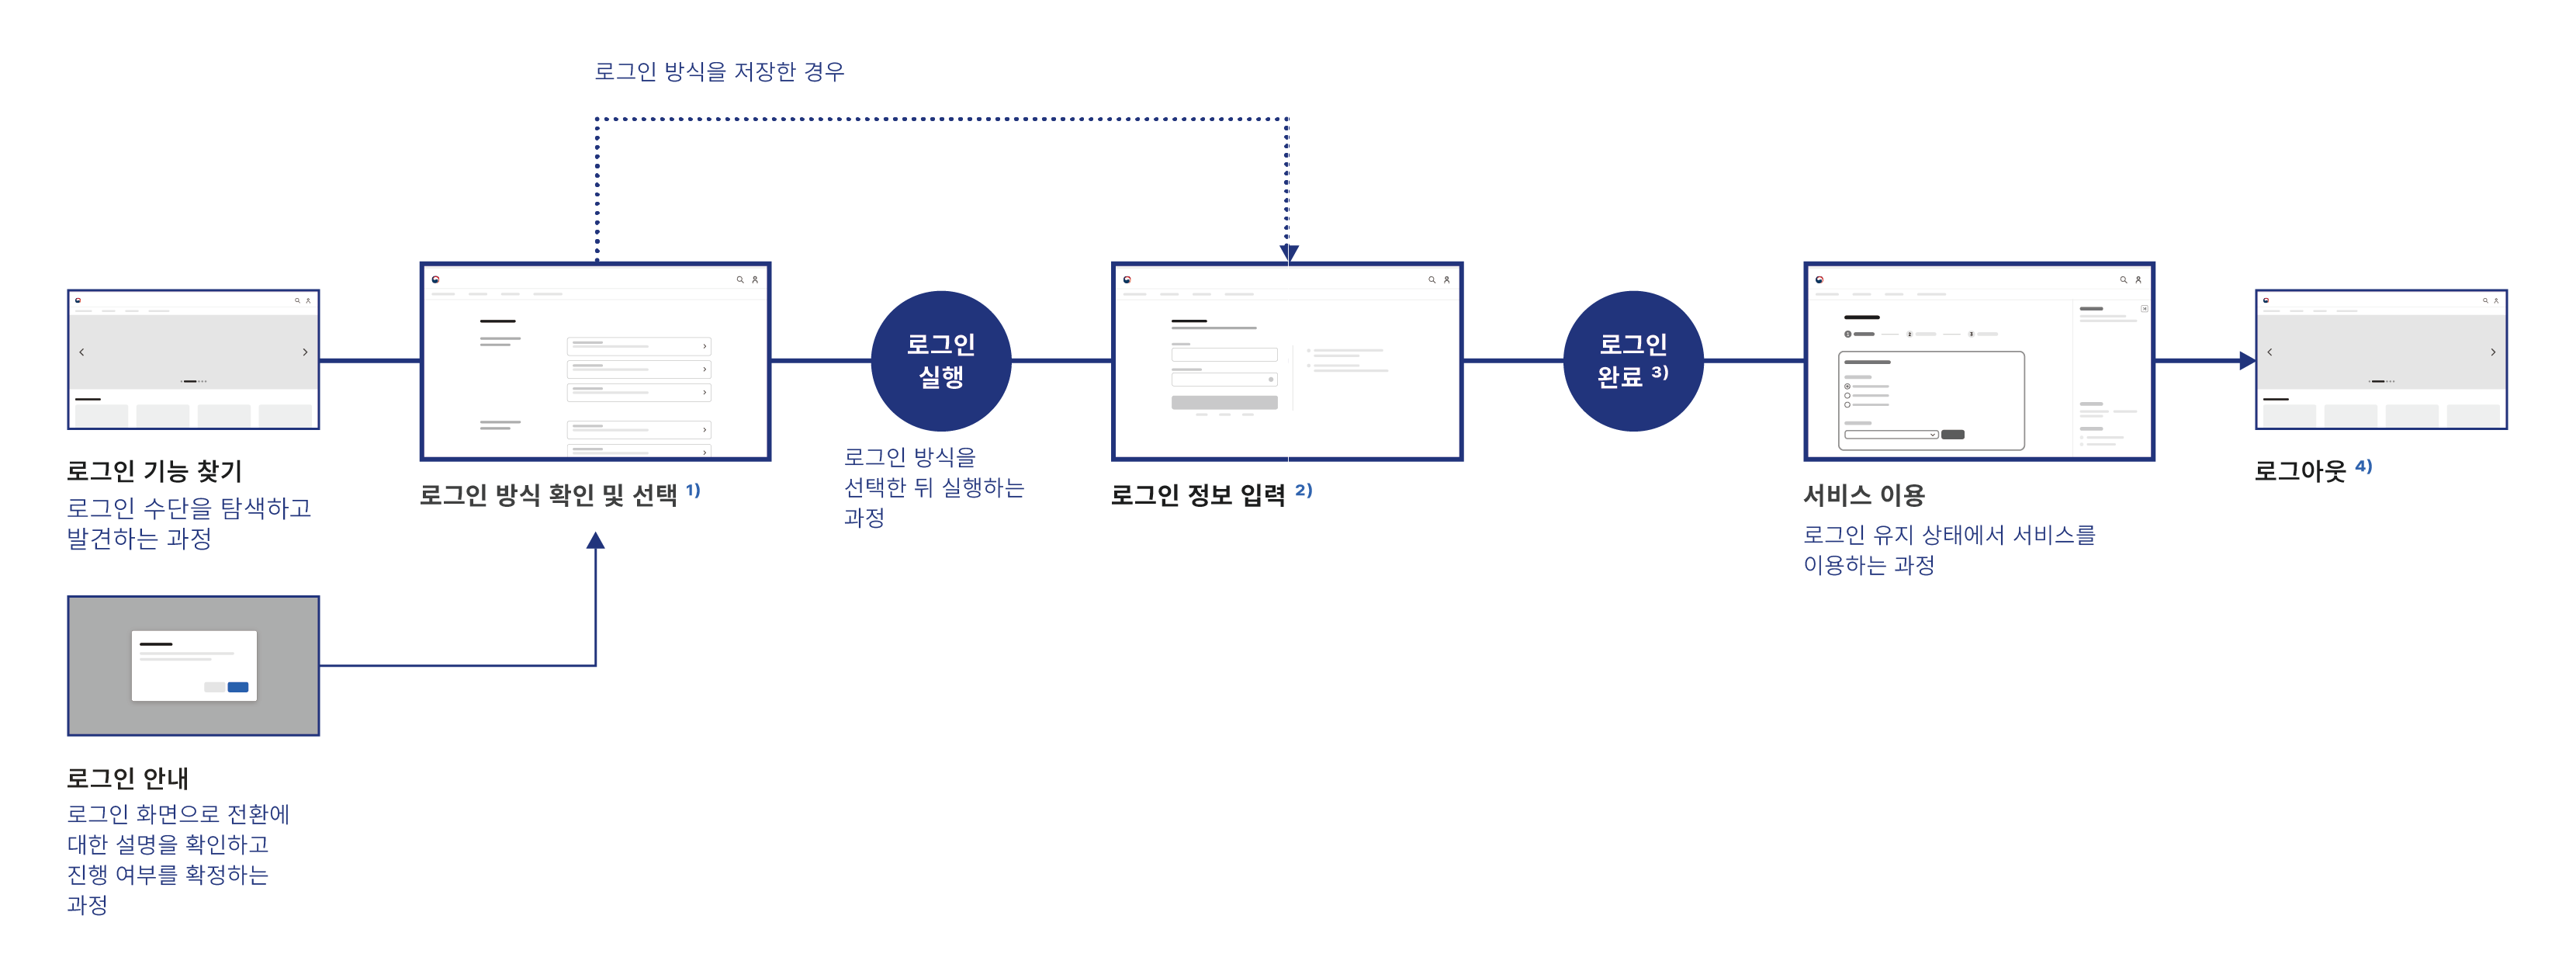 로그인 방식을 저장한 경우
로그인 기능 찾기
로그인 수단을 탐색하고
발견하는 과정
로그인 안내
로그인 화면으로 전환에
대한 설명을 확인하고
진행 여부를 확정하는
과정
로그인 방식 확인 및 선택 1)
로그인
실행
로그인 방식을
선택한 뒤 실행하는
과정
로그인 정보 입력 2)
로그인
완료 3)
서비스 이용
로그인 유지 상태에서 서비스를
이용하는 과정
로그아웃 4)